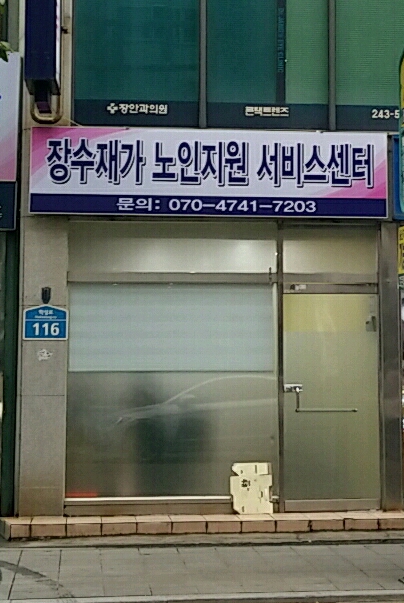 장안과의원
콘택트렌즈
243-5
장수재가 노인지원 서비스센터
문의: 070-4741-7203
116